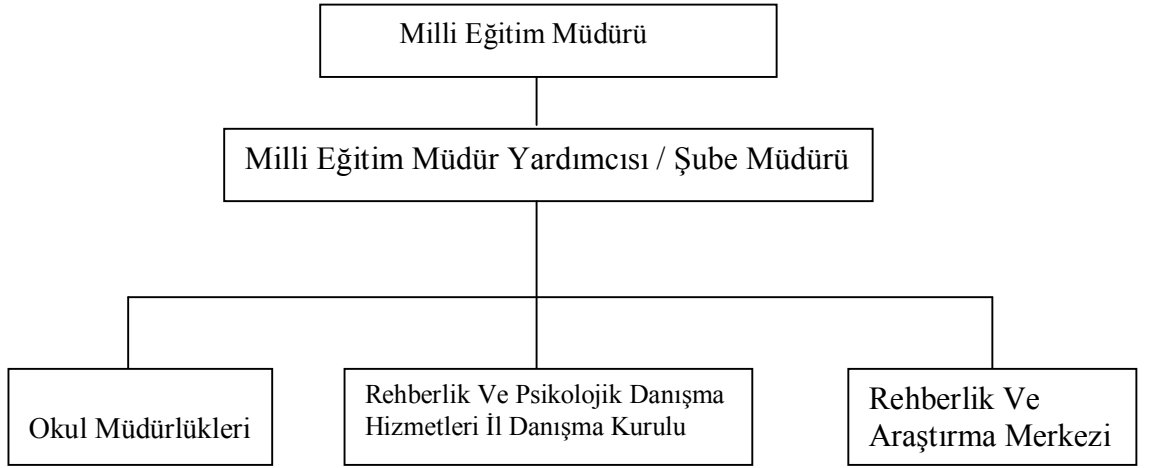 Milli Eğitim Müdürü
Milli Eğitim Müdür Yardımcısı / Şube Müdürü
Okul Müdürlükleri
Rehberlik Ve Psikolojik Danışma
Hizmetleri İl Danışma Kurulu
Rehberlik Ve
Araştırma Merkezi